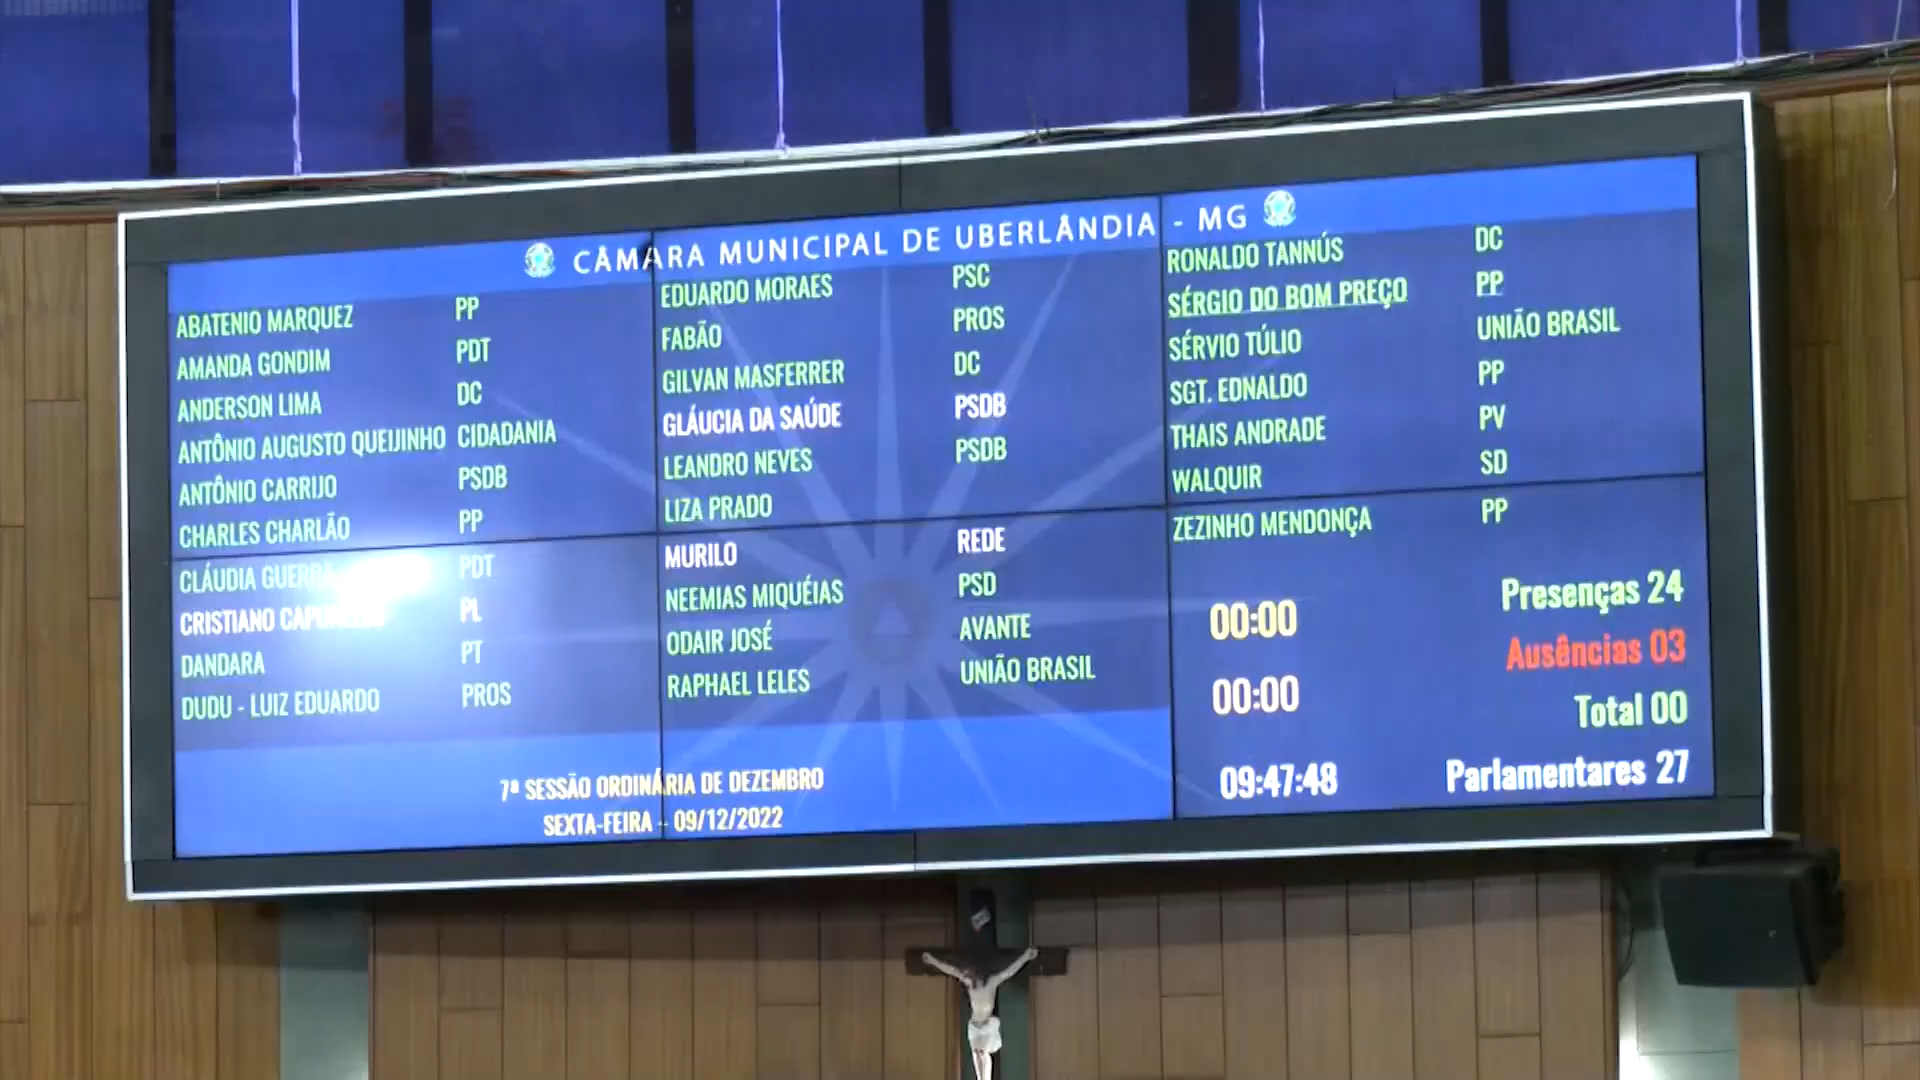 CÂMARA MUNICIPAL DE UBERLÂNDIA - MG
ABATENIO MARQUEZ PP
AMANDA GONDIM PDT
ANDERSON LIMA DC
ANTÔNIO AUGUSTO QUEIJINHO CIDADANIA
ANTÔNIO CARRIJO PSDB
CHARLES CHARLÃO PP
CLÁUDIA PDT
CRISTIANO PL
DANDARA PT
DUDU - LUIZ EDUARDO PROS
EDUARDO MORAES PSC
FABÃO PROS
GILVAN MASFERRER DC
GLÁUCIA DA SAÚDE PSDB
LEANDRO NEVES PSDB
LIZA PRADO
MURILO REDE
NEEMIAS MIQUÉIAS PSD
ODAIR JOSÉ AVANTE
RAPHAEL LELES UNIÃO BRASIL
RONALDO TANNÚS DC
SÉRGIO DO BOM PREÇO PP
SÉRVIO TÚLIO UNIÃO BRASIL
SGT. EDNALDO PP
THAIS ANDRADE PV
WALQUIR SD
ZEZINHO MENDONÇA PP
Presenças 24
00:00
Ausências 03
00:00
Total 00
09:47:48
Parlamentares 27
7ª SESSÃO ORDINÁRIA DE DEZEMBRO
SEXTA-FEIRA - 09/12/2022